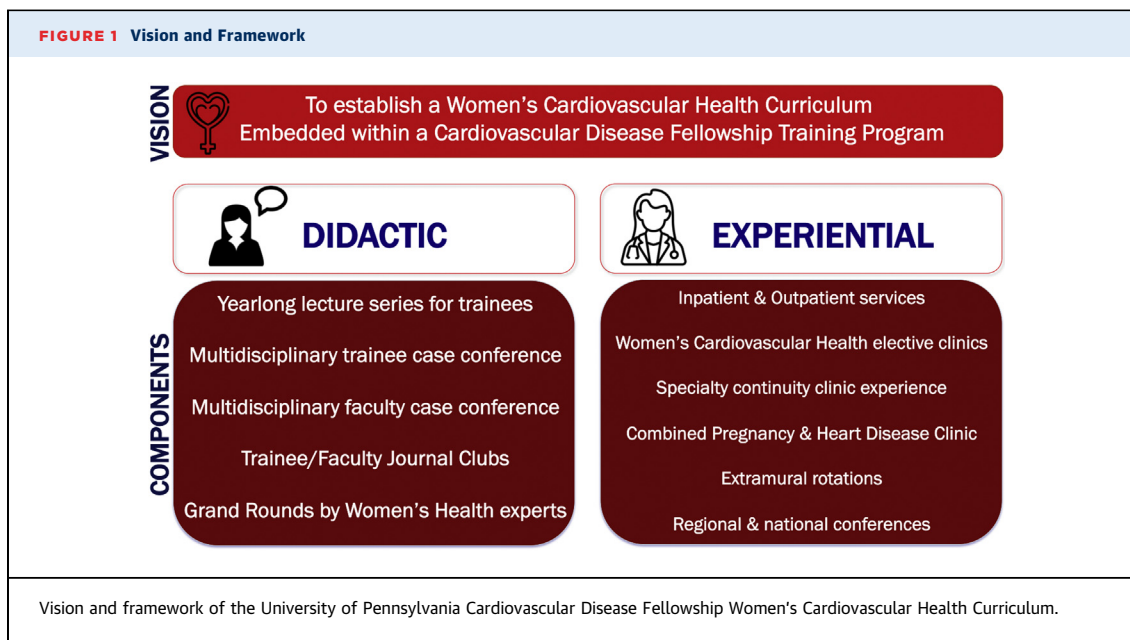 FIGURE 1 Vision and Framework
VISION
To establish a Women's Cardiovascular Health Curriculum
Embedded within a Cardiovascular Disease Fellowship Training Program
DIDACTIC
EXPERIENTIAL
COMPONENTS
Yearlong lecture series for trainees
Multidisciplinary trainee case conference
Multidisciplinary faculty case conference
Trainee/Faculty Journal Clubs
Grand Rounds by Women's Health experts
Inpatient & Outpatient services
Women's Cardiovascular Health elective clinics
Specialty continuity clinic experience
Combined Pregnancy & Heart Disease Clinic
Extramural rotations
Regional & national conferences
Vision and framework of the University of Pennsylvania Cardiovascular Disease Fellowship Women's Cardiovascular Health Curriculum.